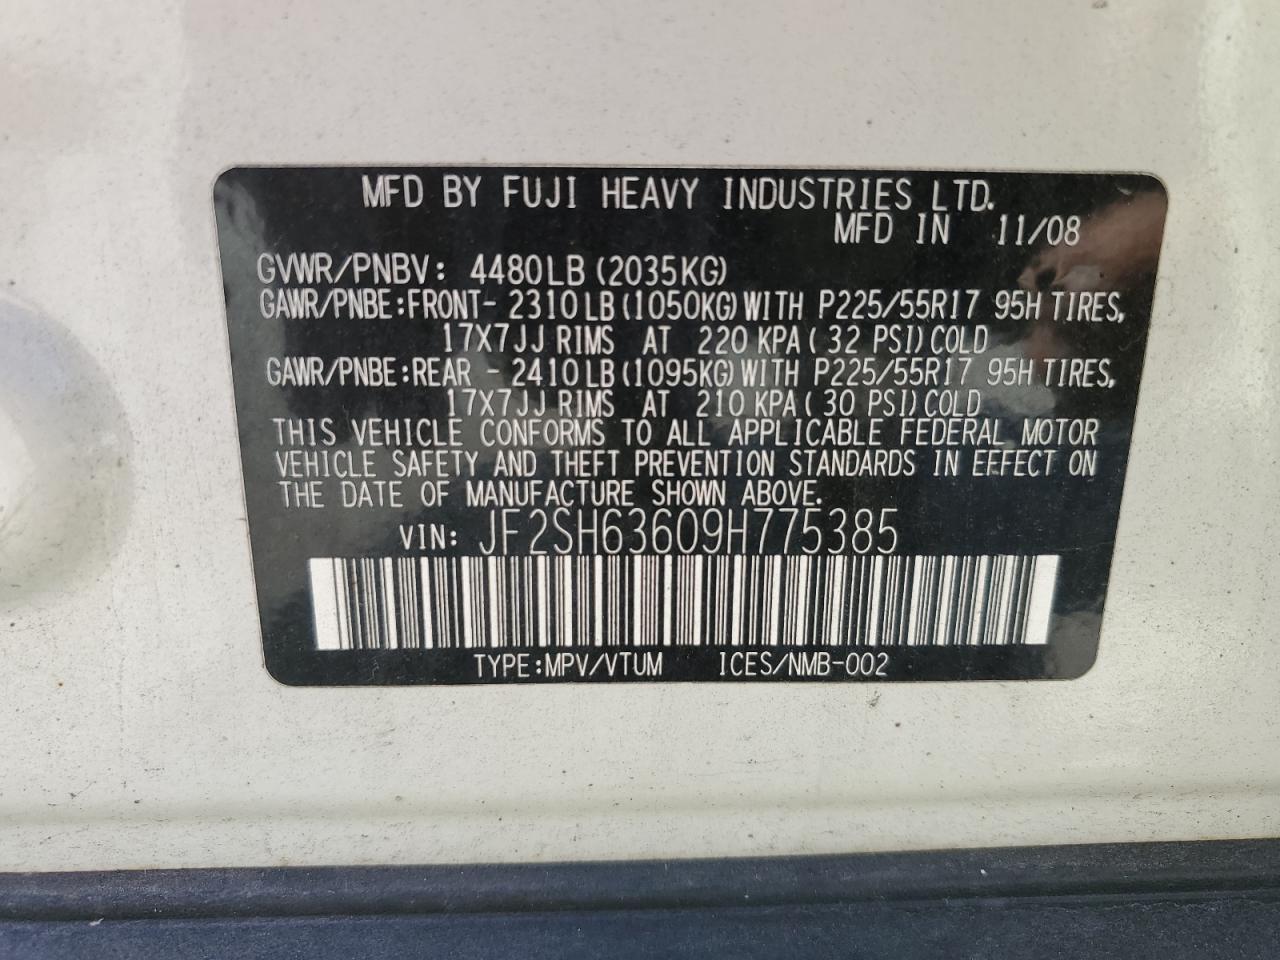 MFD BY FUJI HEAVY INDUSTRIES LTD.
MFD IN 11/08
GVWR/PNBV: 4480LB(2035KG)
GAWR/PNBE:FRONT- 2310LB(1050KG)WITH P225/55R17 95H TIRES,
17X7JJ RIMS AT 220 KPA( 32 PSI)COLD
GAWR/PNBE:REAR - 2410LB(1095KG)WITH P225/55R17 95H TIRES,
17X7JJ RIMS AT 210 KPA( 30 PSI)COLD
THIS VEHICLE CONFORMS TO ALL APPLICABLE FEDERAL MOTOR
VEHICLE SAFETY AND THEFT PREVENTION STANDARDS IN EFFECT ON
THE DATE OF MANUFACTURE SHOWN ABOVE.
VIN: JF2SH63609H775385
TYPE:MPV/VTUM ICES/NMB-002